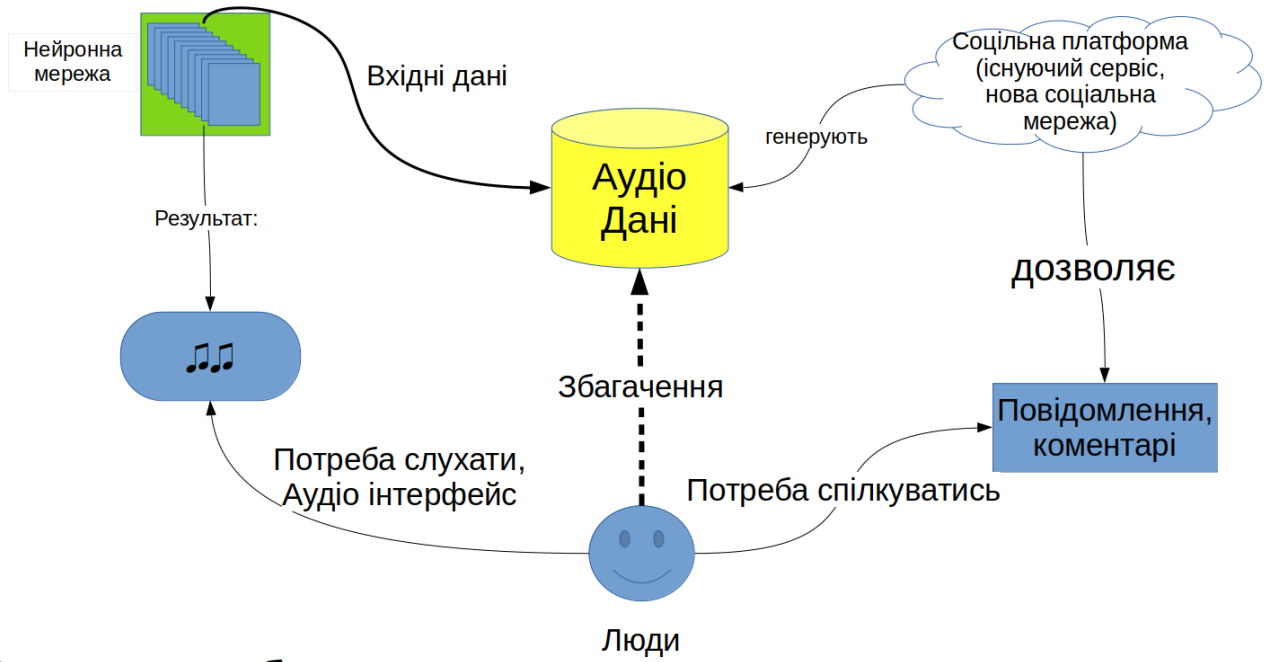 Нейронна
мережа
Вхідні дані
Соцільна платформа
(існуючий сервіс,
нова соціальна
мережа)
генерують
Аудіо
Дані
Результат:
дозволяє
Збагачення
Повідомлення,
коментарі
Потреба слухати,
Аудіо інтерфейс
Потреба спілкуватись
Люди